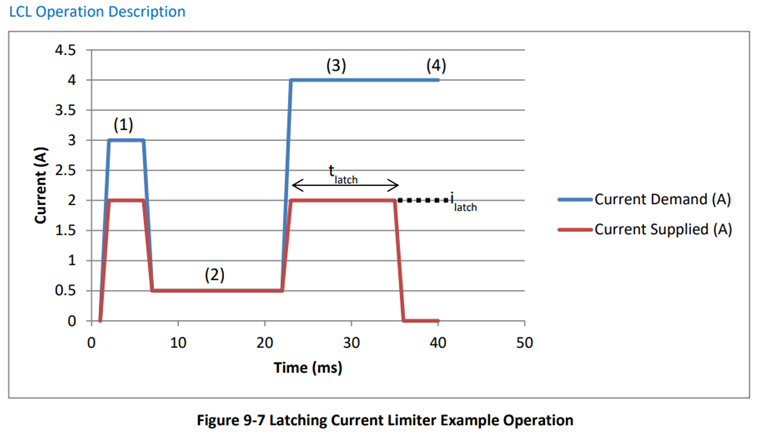 LCL Operation Description
4.5
4
3.5
3
2.5
2
1.5
1
0.5
0
Current (A)
(1)
(2)
(3)
(4)
tlatch
ilatch
0 10 20 30 40 50
Time (ms)
Current Demand (A)
Current Supplied (A)
Figure 9-7 Latching Current Limiter Example Operation